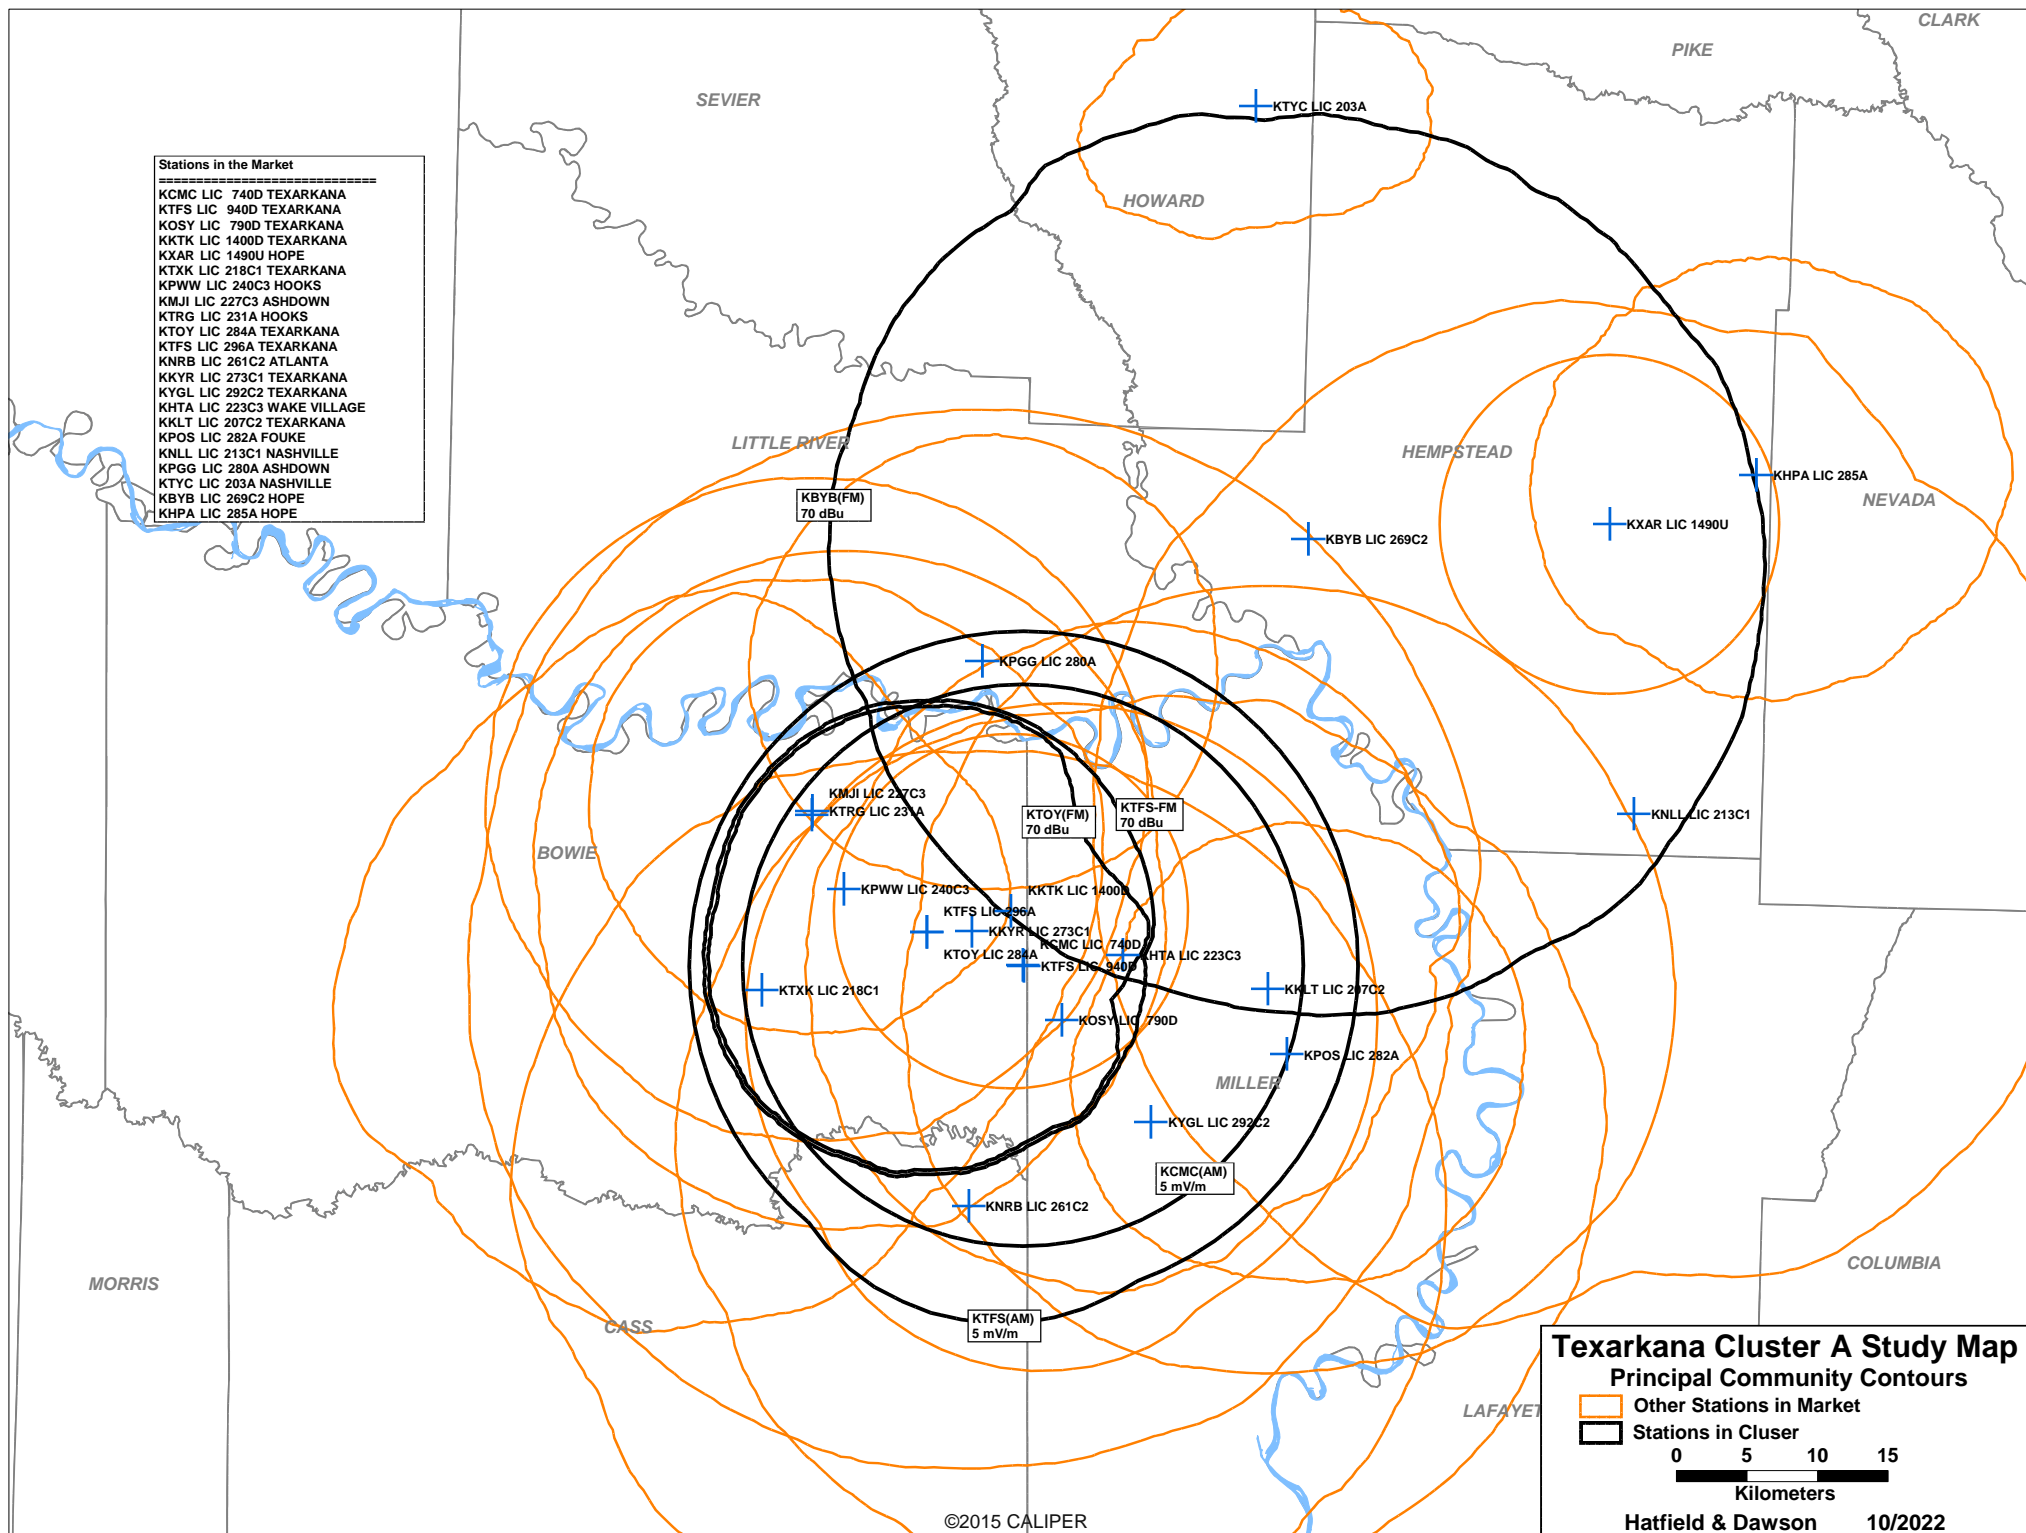 CLARK
PIKE
SEVIER
KTYC LIC 203A
HOWARD
Stations in the Market
=============================
KCMC LIC 740D TEXARKANA
KTFS LIC 940D TEXARKANA
KOSY LIC 790D TEXARKANA
KKTK LIC 1400D TEXARKANA
KXAR LIC 1490U HOPE
KTXK LIC 218C1 TEXARKANA
KPWW LIC 240C3 HOOKS
KMJI LIC 227C3 ASHDOWN
KTRG LIC 231A HOOKS
KTOY LIC 284A TEXARKANA
KTFS LIC 296A TEXARKANA
KNRB LIC 261C2 ATLANTA
KKYR LIC 273C1 TEXARKANA
KYGL LIC 292C2 TEXARKANA
KHTA LIC 223C3 WAKE VILLAGE
KKLT LIC 207C2 TEXARKANA
KPOS LIC 282A FOUKE
KNLL LIC 213C1 NASHVILLE
KPGG LIC 280A ASHDOWN
KTYC LIC 203A NASHVILLE
KBYB LIC 269C2 HOPE
KHPA LIC 285A HOPE
LITTLE RIVER
HEMPSTEAD
KHPA LIC 285A
NEVADA
KBYB(FM)
70 dBu
KXAR LIC 1490U
KBYB LIC 269C2
KPGG LIC 280A
KMJI LIC 227C3
KTRG LIC 231A
KTOY(FM)
70 dBu
KTFS-FM
70 dBu
KNLL LIC 213C1
BOWIE
KPWW LIC 240C3
KKTK LIC 1400D
KTFS LIC 296A
KKYR LIC 273C1
KCMC LIC 740D
KTOY LIC 284A
KHTA LIC 223C3
KTFS LIC 940D
KTXK LIC 218C1
KKLT LIC 207C2
KOSY LIC 790D
KPOS LIC 282A
MILLER
KYGL LIC 292C2
KCMC(AM)
5 mV/m
KNRB LIC 261C2
COLUMBIA
MORRIS
CASS
KTFS(AM)
5 mV/m
LAFAYET
Texarkana Cluster A Study Map
Principal Community Contours
Other Stations in Market
Stations in Cluser
0 5 10 15
Kilometers
Hatfield & Dawson 10/2022
©2015 CALIPER